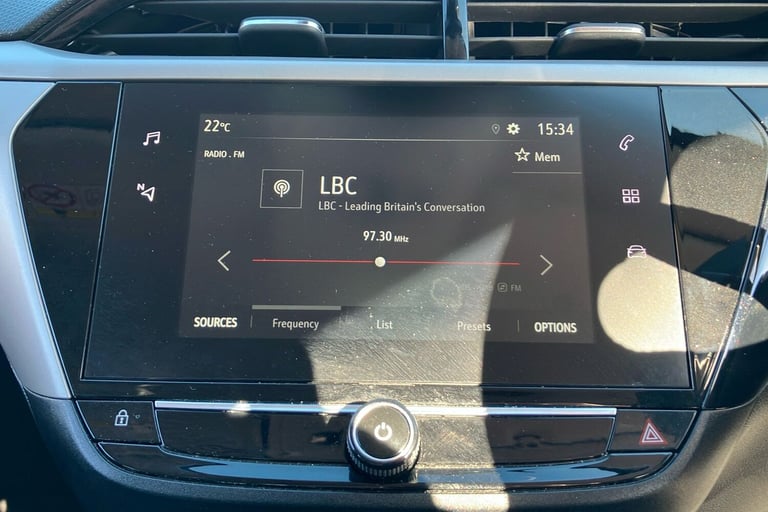 22°C
15:34
RADIO . FM
Mem
LBC
LBC - Leading Britain's Conversation
97.30 MHz
FM
SOURCES
Frequency
List
Presets
OPTIONS
N